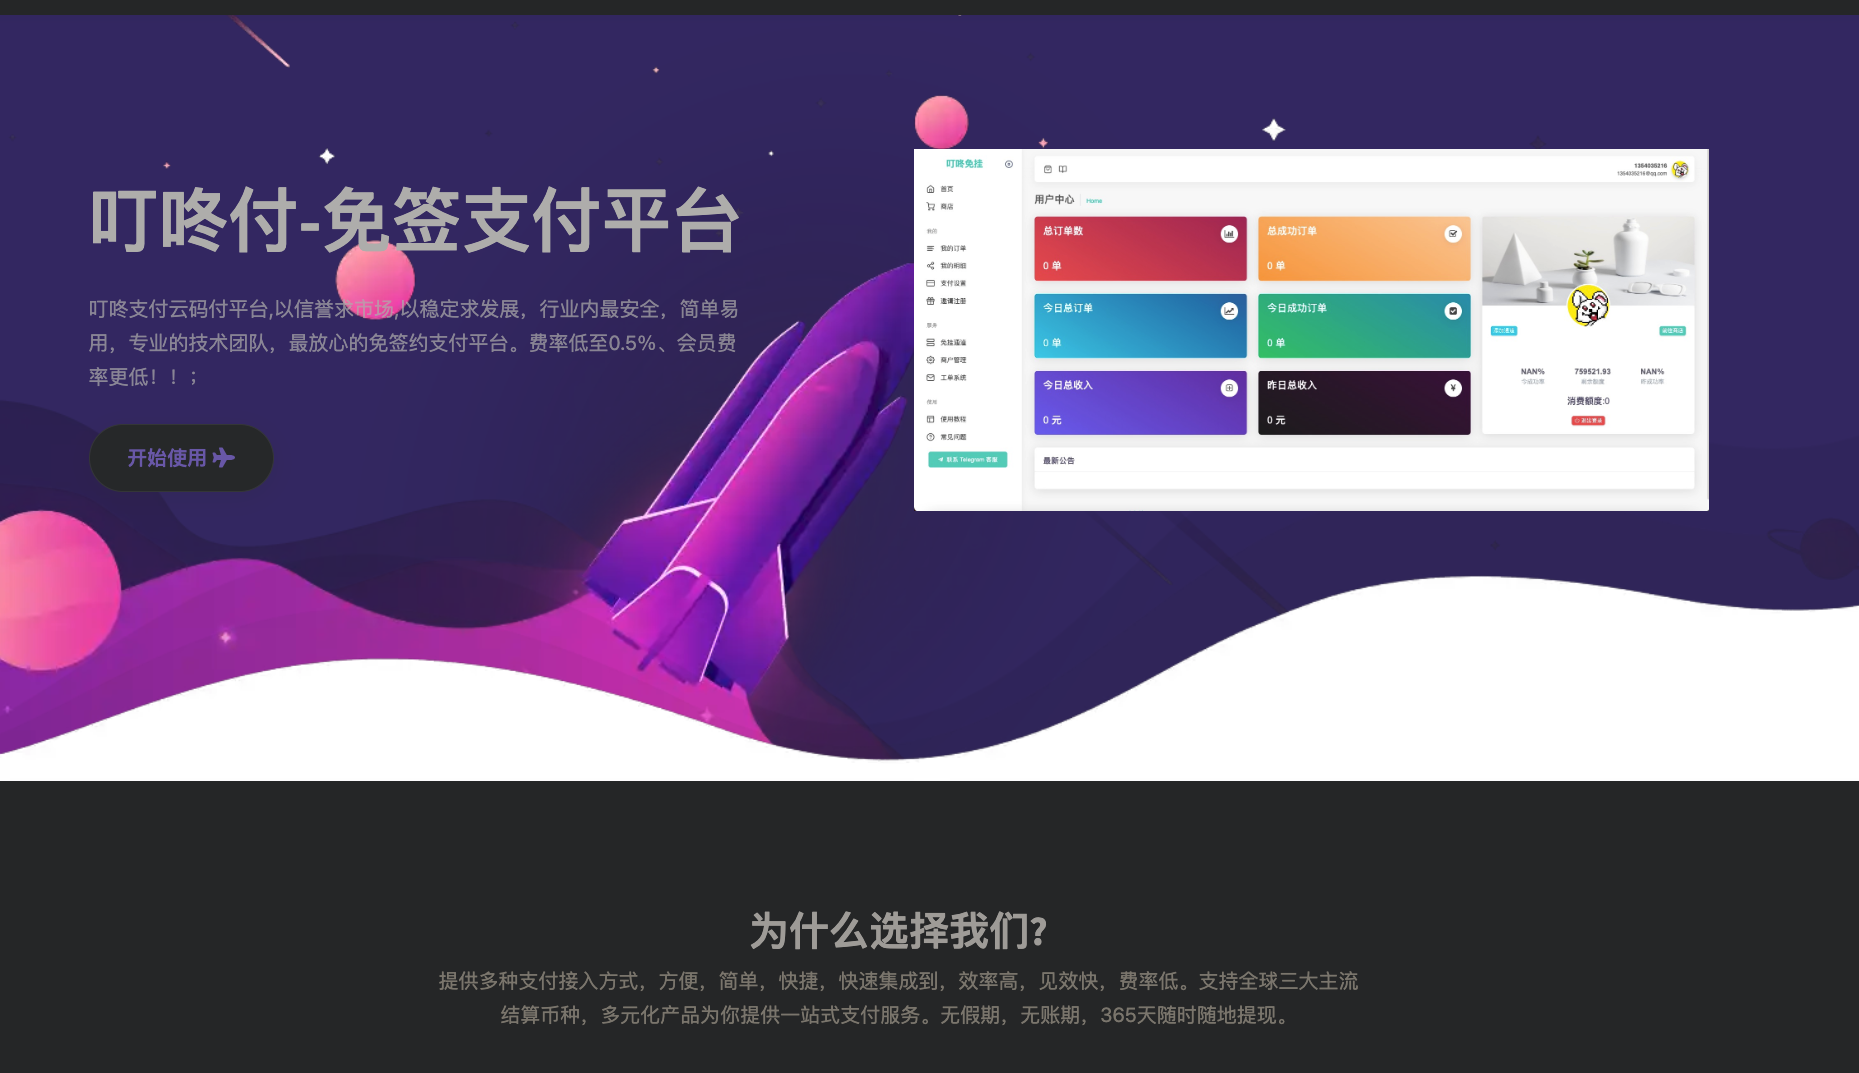 叮咚付-免签支付平台
叮咚支付云码付平台,以信誉求市场,以稳定求发展，行业内最安全，简单易
用，专业的技术团队，最放心的免签约支付平台。费率低至0.5%、会员费
率更低！！；
开始使用
叮咚免挂
首页
商店
我的订单
我的明细
支付设置
邀请注册
免挂通道
商户管理
工单系统
使用教程
常见问题
联系 Telegram 客服
1354035216
1354035216@qq.com
用户中心 Home
总订单数
0 单
总成功订单
0 单
今日总订单
0 单
今日成功订单
0 单
今日总收入
0 元
昨日总收入
0 元
NAN% 759521.93 NAN%
消费额度:0
最新公告
为什么选择我们?
提供多种支付接入方式，方便，简单，快捷，快速集成到，效率高，见效快，费率低。支持全球三大主流
结算币种，多元化产品为你提供一站式支付服务。无假期，无账期，365天随时随地提现。